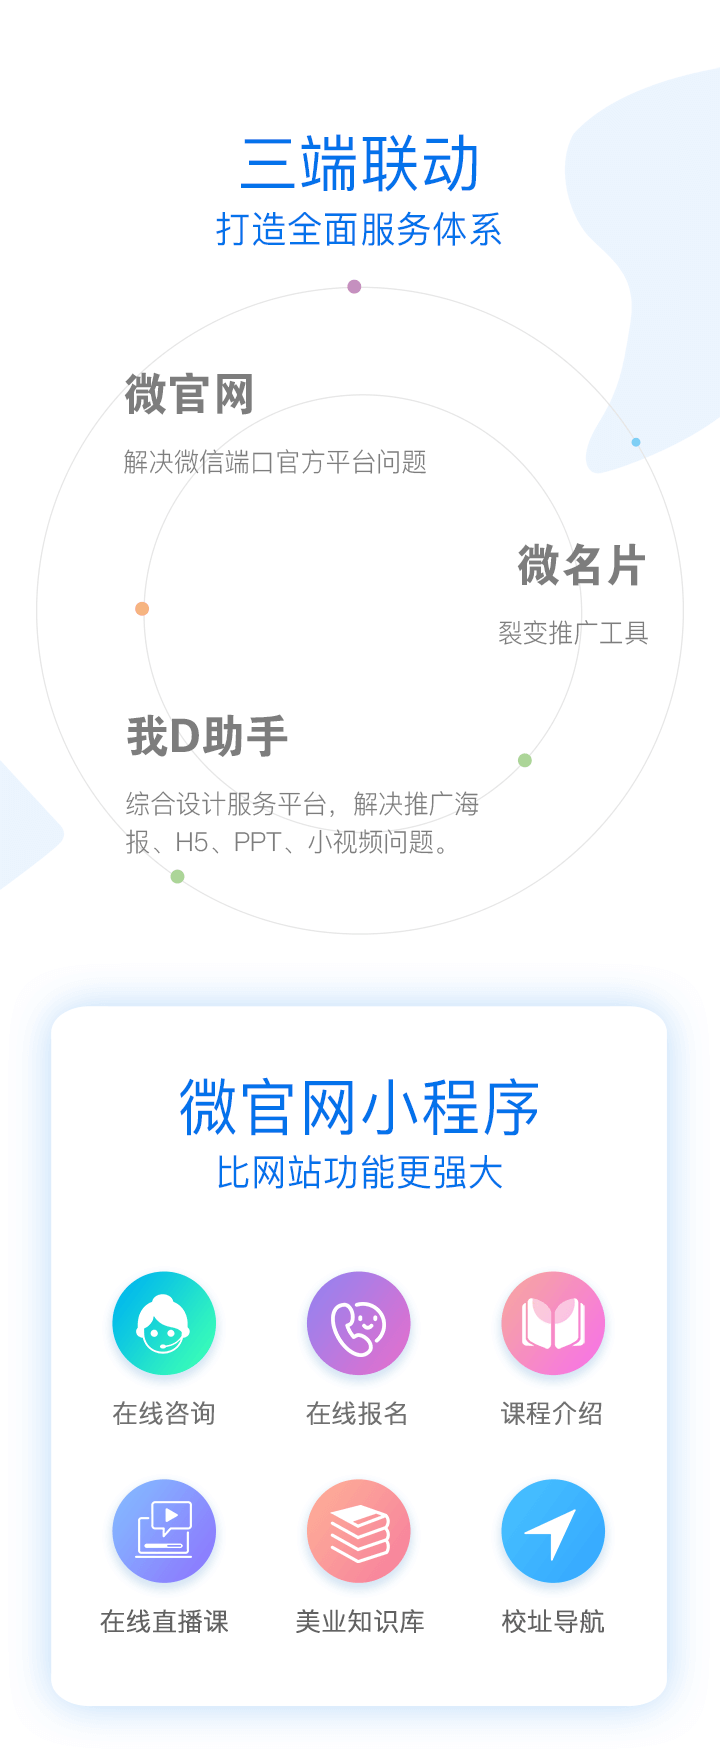 三端联动
打造全面服务体系
微官网
解决微信端口官方平台问题
微名片
裂变推广工具
我D助手
综合设计服务平台，解决推广海
报、H5、PPT、小视频问题。
微官网小程序
比网站功能更强大
在线咨询
在线报名
课程介绍
在线直播课
美业知识库
校址导航